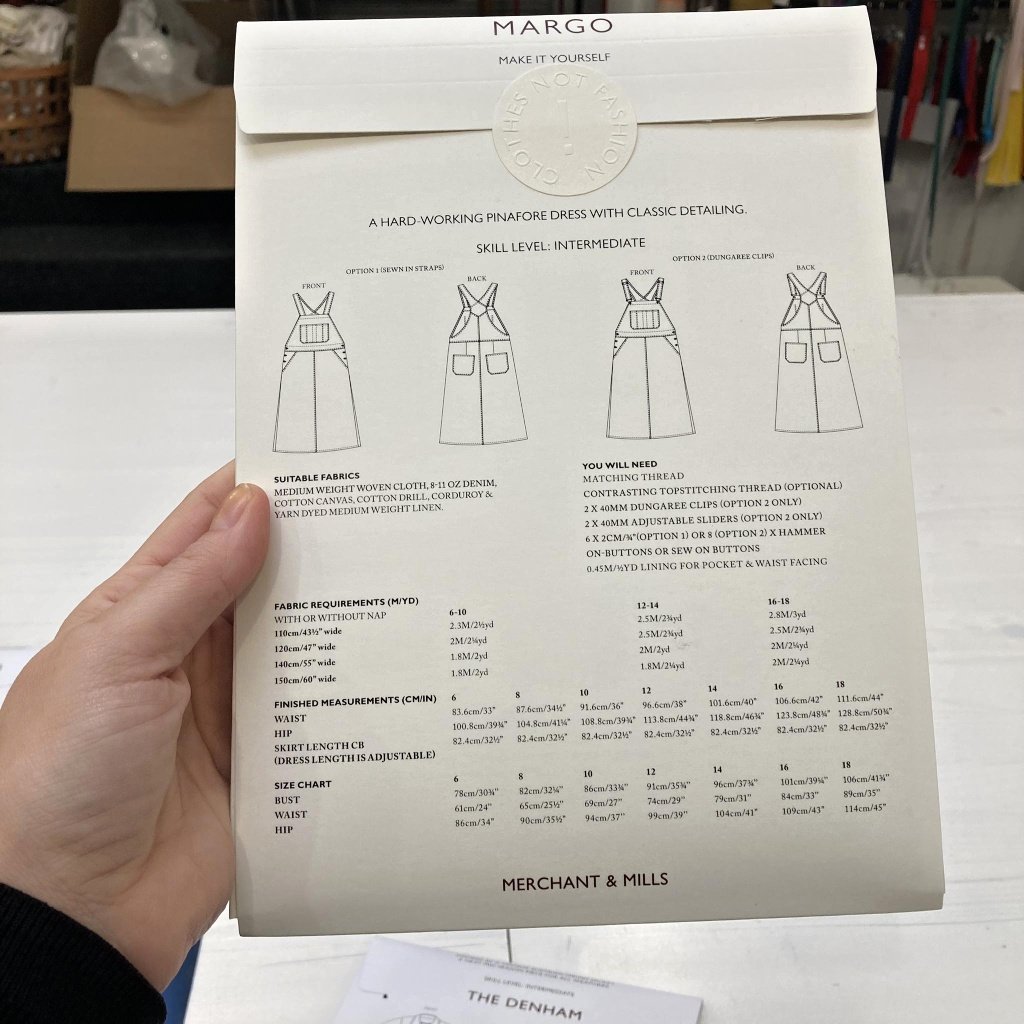 MARGO
MAKE IT YOURSELF
CLOTHES NOT FASHION
!
A HARD-WORKING PINAFORE DRESS WITH CLASSIC DETAILING.
SKILL LEVEL: INTERMEDIATE
OPTION 1 (SEWN IN STRAPS)
FRONT
BACK
OPTION 2 (DUNGAREE CLIPS)
FRONT
BACK
SUITABLE FABRICS
MEDIUM WEIGHT WOVEN CLOTH, 8-11 OZ DENIM,
COTTON CANVAS, COTTON DRILL, CORDUROY &
YARN DYED MEDIUM WEIGHT LINEN.
YOU WILL NEED
MATCHING THREAD
CONTRASTING TOPSTITCHING THREAD (OPTIONAL)
2 X 40MM DUNGAREE CLIPS (OPTION 2 ONLY)
2 X 40MM ADJUSTABLE SLIDERS (OPTION 2 ONLY)
6 X 2CM/¾"(OPTION 1) OR 8 (OPTION 2) X HAMMER
ON-BUTTONS OR SEW ON BUTTONS
0.45M/½YD LINING FOR POCKET & WAIST FACING
FABRIC REQUIREMENTS (M/YD)
WITH OR WITHOUT NAP 6-10 12-14 16-18
110cm/43½" wide 2.3M/2½yd 2.5M/2¾yd 2.8M/3yd
120cm/47" wide 2M/2¼yd 2.5M/2¾yd 2.5M/2¾yd
140cm/55" wide 1.8M/2yd 2M/2yd 2M/2¼yd
150cm/60" wide 1.8M/2yd 1.8M/2¼yd 2M/2¼yd
FINISHED MEASUREMENTS (CM/IN) 6 8 10 12 14 16 18
WAIST 83.6cm/33" 87.6cm/34½" 91.6cm/36" 96.6cm/38" 101.6cm/40" 106.6cm/42" 111.6cm/44"
HIP 100.8cm/39¾" 104.8cm/41¼" 108.8cm/39¾" 113.8cm/44¾" 118.8cm/46¾" 123.8cm/48¾" 128.8cm/50¾"
SKIRT LENGTH CB 82.4cm/32½" 82.4cm/32½" 82.4cm/32½" 82.4cm/32½" 82.4cm/32½" 82.4cm/32½" 82.4cm/32½"
(DRESS LENGTH IS ADJUSTABLE)
SIZE CHART 6 8 10 12 14 16 18
BUST 78cm/30¾" 82cm/32¼" 86cm/33¾" 91cm/35¾" 96cm/37¾" 101cm/39¾" 106cm/41¾"
WAIST 61cm/24" 65cm/25½" 69cm/27" 74cm/29" 79cm/31" 84cm/33" 89cm/35"
HIP 86cm/34" 90cm/35½" 94cm/37" 99cm/39" 104cm/41" 109cm/43" 114cm/45"
MERCHANT & MILLS
THE DENHAM